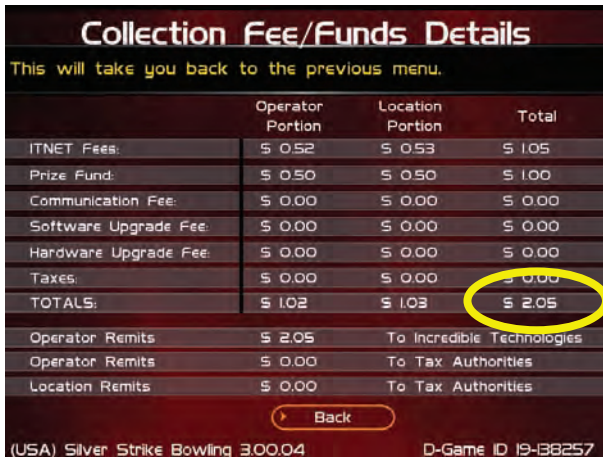 Collection Fee/Funds Details
This will take you back to the previous menu.
Operator Portion Location Portion Total
ITNET Fees: $ 0.52 $ 0.53 $ 1.05
Prize Fund: $ 0.50 $ 0.50 $ 1.00
Communication Fee: $ 0.00 $ 0.00 $ 0.00
Software Upgrade Fee: $ 0.00 $ 0.00 $ 0.00
Hardware Upgrade Fee: $ 0.00 $ 0.00 $ 0.00
Taxes: $ 0.00 $ 0.00 $ 0.00
TOTALS: $ 1.02 $ 1.03 $ 2.05
Operator Remits $ 2.05 To Incredible Technologies
Operator Remits $ 0.00 To Tax Authorities
Location Remits $ 0.00 To Tax Authorities
Back
(USA) Silver Strike Bowling 3.00.04 D-Game ID 19-138257